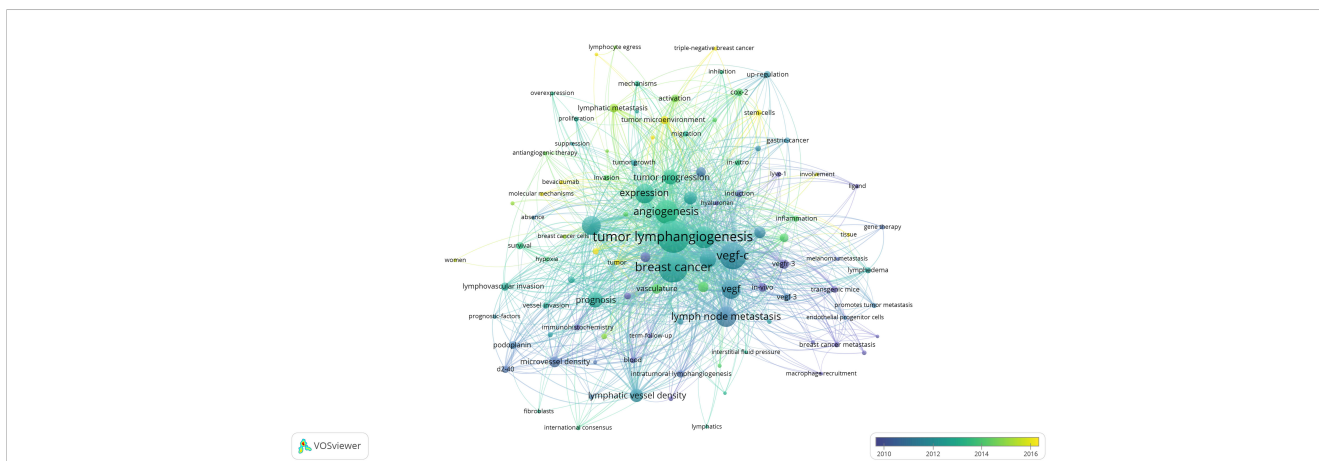 lymphocyte egress
triple-negative breast cancer
inhibition
up-regulation
mechanisms
overexpression
activation
cox-2
lymphatic metastasis
stem-cells
proliferation
tumor microenvironment
migration
suppression
gastric cancer
antiangiogenic therapy
tumor growth
in-vitro
bevacizumab
invasion
tumor progression
lyve-1
involvement
molecular mechanisms
expression
induction
ligand
hyaluronan
absence
angiogenesis
inflammation
gene therapy
breast cancer cells
tumor lymphangiogenesis
tissue
survival
women
hypoxia
tumor
breast cancer
vegf-c
vegfr-3
melanoma metastasis
lymphedema
lymphovascular invasion
vasculature
vegf
in-vivo
transgenic mice
vessel invasion
prognosis
vegf-3
promotes tumor metastasis
prognostic-factors
lymph node metastasis
endothelial progenitor cells
immunohistochemistry
term-follow-up
podoplanin
breast cancer metastasis
interstitial fluid pressure
microvessel density
blood
d2-40
intratumoral lymphangiogenesis
macrophage recruitment
lymphatic vessel density
fibroblasts
international consensus
lymphatics
VOSviewer
2010 2012 2014 2016